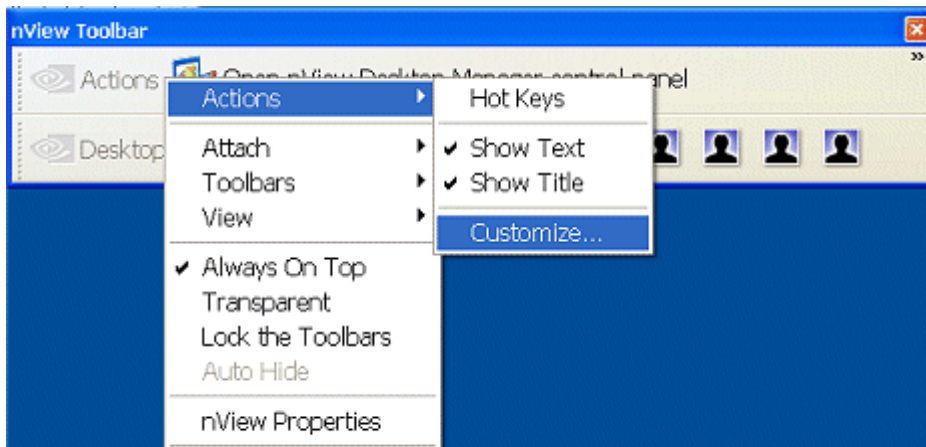 nView Toolbar
Actions Open nView Desktop Manager control panel
Desktop
Actions
Attach
Toolbars
View
Always On Top
Transparent
Lock the Toolbars
Auto Hide
nView Properties
Hot Keys
Show Text
Show Title
Customize...